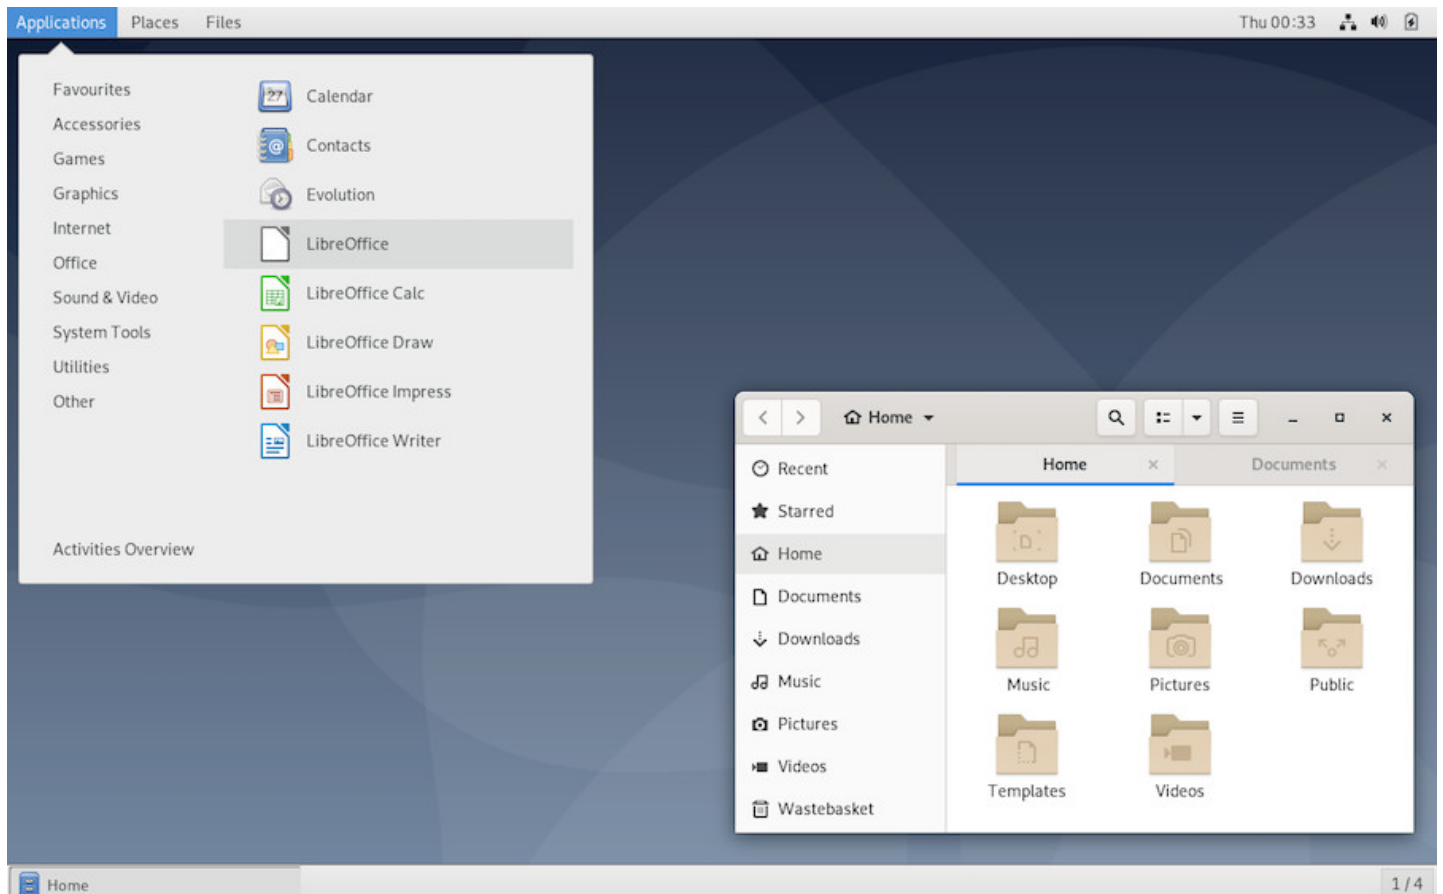 Applications Places Files Thu 00:33
Favourites
Accessories
Games
Graphics
Internet
Office
Sound & Video
System Tools
Utilities
Other
Activities Overview
27 Calendar
@ Contacts
Evolution
LibreOffice
LibreOffice Calc
LibreOffice Draw
LibreOffice Impress
LibreOffice Writer
Home
Recent
Starred
Home
Documents
Downloads
Music
Pictures
Videos
Wastebasket
Home Documents
Desktop Documents Downloads
Music Pictures Public
Templates Videos
Home 1 / 4